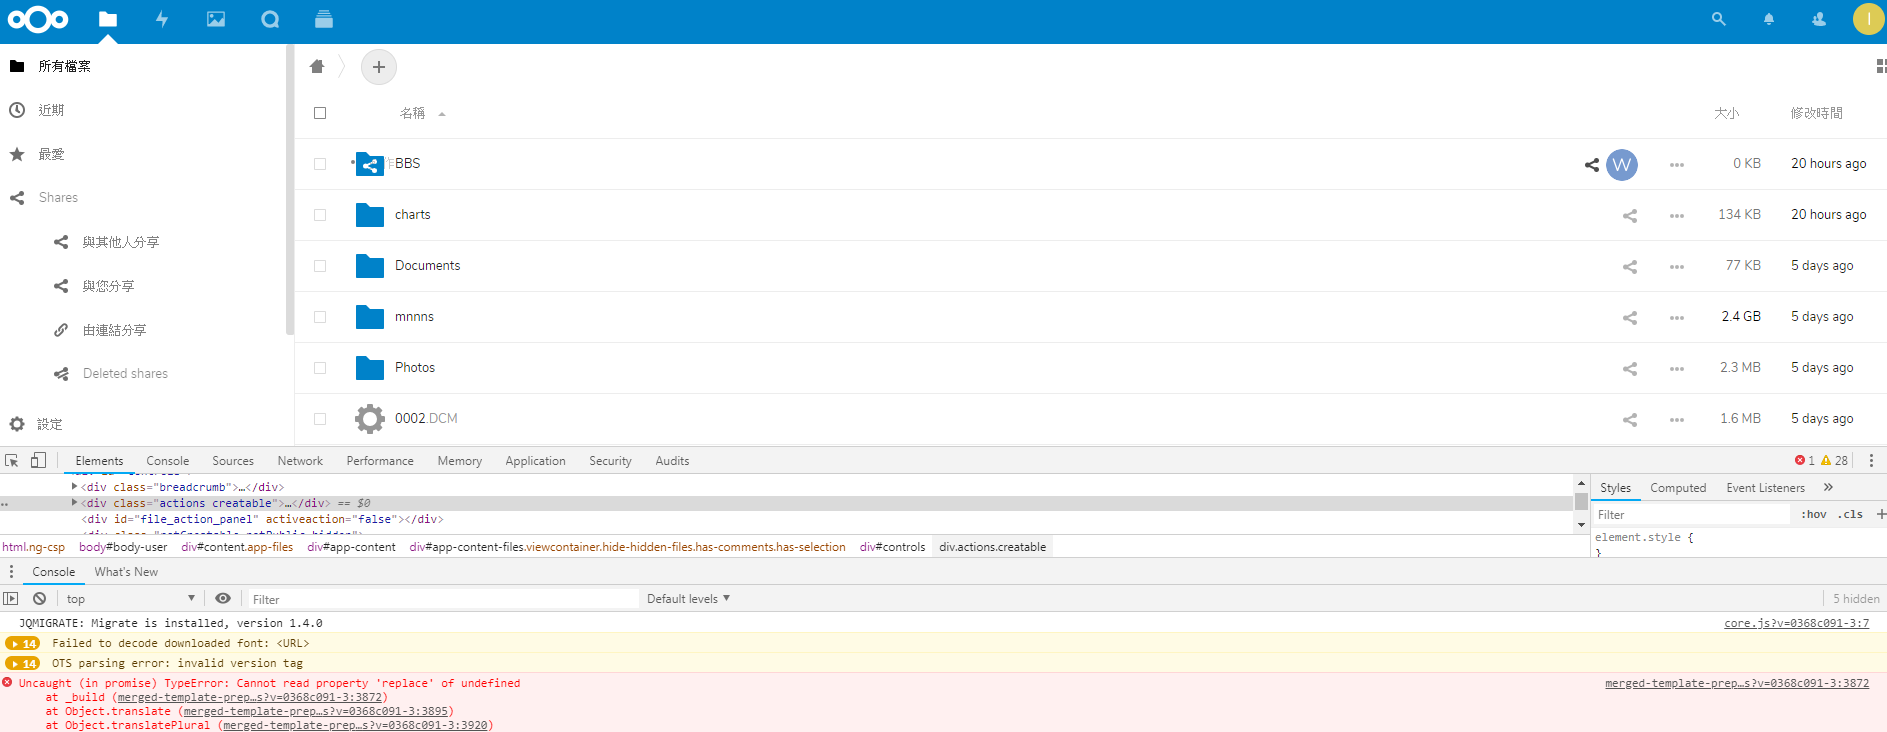 I
所有檔案
近期
最愛
Shares
與其他人分享
與您分享
由連結分享
Deleted shares
設定
+
名稱 大小 修改時間
作BBS W ••• 0 KB 20 hours ago
charts ••• 134 KB 20 hours ago
Documents ••• 77 KB 5 days ago
mnnns ••• 2.4 GB 5 days ago
Photos ••• 2.3 MB 5 days ago
0002.DCM ••• 1.6 MB 5 days ago
Elements Console Sources Network Performance Memory Application Security Audits 1 28
<div class="breadcrumb">…</div>
<div class="actions creatable">…</div> == $0
<div id="file_action_panel" activeaction="false"></div>
html.ng-csp body#body-user div#content.app-files div#app-content div#app-content-files.viewcontainer.hide-hidden-files.has-comments.has-selection div#controls div.actions.creatable
Styles Computed Event Listeners »
Filter :hov .cls +
element.style {
}
Console What's New
top Filter Default levels ▼ 5 hidden
JQMIGRATE: Migrate is installed, version 1.4.0 core.js?v=0368c091-3:7
14 Failed to decode downloaded font: <URL>
14 OTS parsing error: invalid version tag
Uncaught (in promise) TypeError: Cannot read property 'replace' of undefined merged-template-prep…s?v=0368c091-3:3872
at _build (merged-template-prep…s?v=0368c091-3:3872)
at Object.translate (merged-template-prep…s?v=0368c091-3:3895)
at Object.translatePlural (merged-template-prep…s?v=0368c091-3:3920)